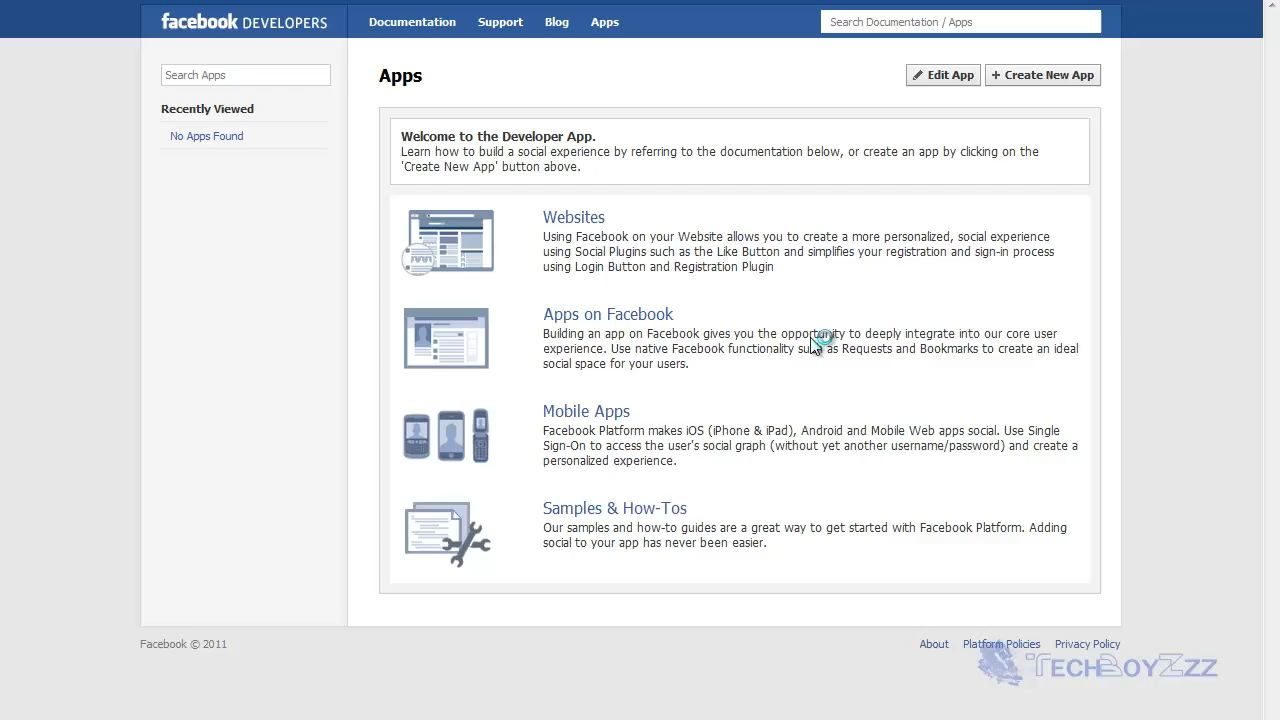 facebook DEVELOPERS
Documentation Support Blog Apps
Search Documentation / Apps
Search Apps
Recently Viewed
No Apps Found
Apps
Edit App
+ Create New App
Welcome to the Developer App.
Learn how to build a social experience by referring to the documentation below, or create an app by clicking on the
'Create New App' button above.
Websites
Using Facebook on your Website allows you to create a more personalized, social experience
using Social Plugins such as the Like Button and simplifies your registration and sign-in process
using Login Button and Registration Plugin
Apps on Facebook
Building an app on Facebook gives you the opportunity to deeply integrate into our core user
experience. Use native Facebook functionality such as Requests and Bookmarks to create an ideal
social space for your users.
Mobile Apps
Facebook Platform makes iOS (iPhone & iPad), Android and Mobile Web apps social. Use Single
Sign-On to access the user's social graph (without yet another username/password) and create a
personalized experience.
Samples & How-Tos
Our samples and how-to guides are a great way to get started with Facebook Platform. Adding
social to your app has never been easier.
Facebook © 2011
About Platform Policies Privacy Policy
TechBoyZzz